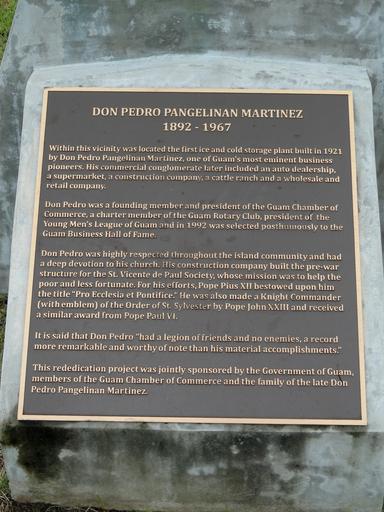 DON PEDRO PANGELINAN MARTINEZ
1892 - 1967
Within this vicinity was located the first ice and cold storage plant built in 1921
by Don Pedro Pangelinan Martinez, one of Guam's most eminent business
pioneers. His commercial conglomerate later included an auto dealership,
a supermarket, a construction company, a cattle ranch and a wholesale and
retail company.
Don Pedro was a founding member and president of the Guam Chamber of
Commerce, a charter member of the Guam Rotary Club, president of the
Young Men's League of Guam and in 1992 was selected posthumously to the
Guam Business Hall of Fame.
Don Pedro was highly respected throughout the island community and had
a deep devotion to his church. His construction company built the pre-war
structure for the St. Vicente de Paul Society, whose mission was to help the
poor and less fortunate. For his efforts, Pope Pius XII bestowed upon him
the title "Pro Ecclesia et Pontifice." He was also made a Knight Commander
(with emblem) of the Order of St. Sylvester by Pope John XXIII and received
a similar award from Pope Paul VI.
It is said that Don Pedro "had a legion of friends and no enemies, a record
more remarkable and worthy of note than his material accomplishments."
This rededication project was jointly sponsored by the Government of Guam,
members of the Guam Chamber of Commerce and the family of the late Don
Pedro Pangelinan Martinez.